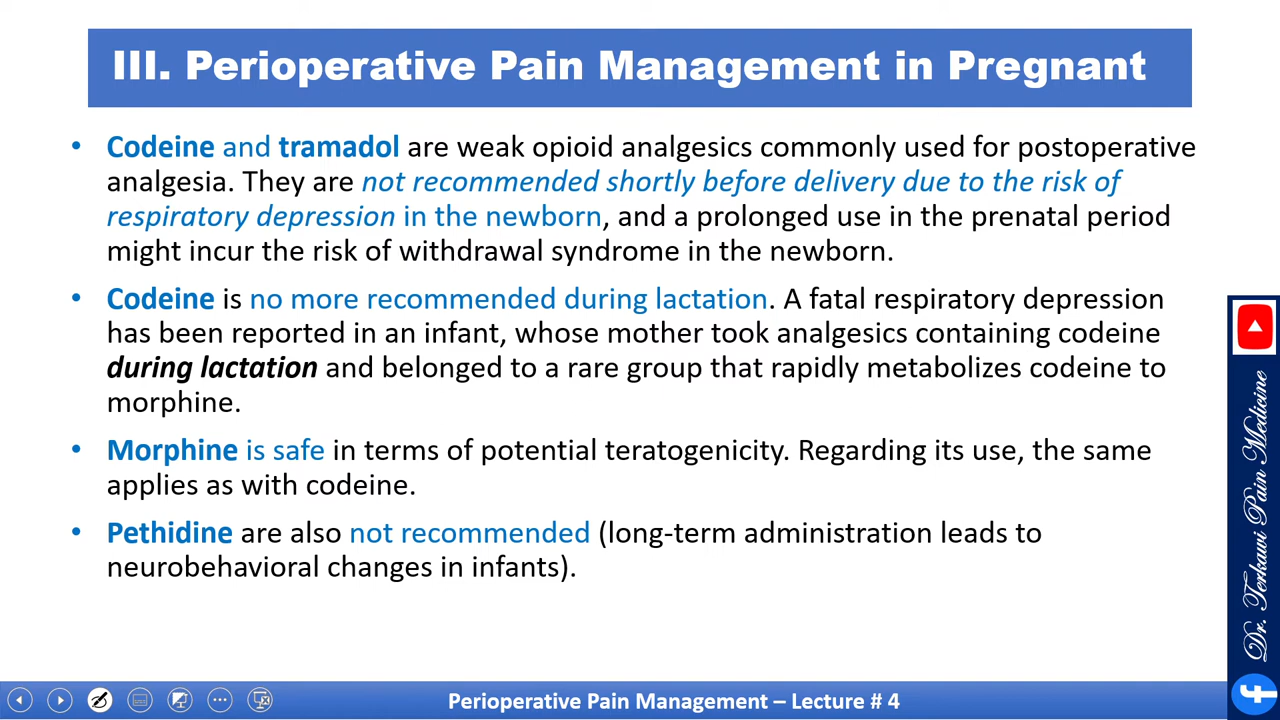 III. Perioperative Pain Management in Pregnant
• Codeine and tramadol are weak opioid analgesics commonly used for postoperative
analgesia. They are not recommended shortly before delivery due to the risk of
respiratory depression in the newborn, and a prolonged use in the prenatal period
might incur the risk of withdrawal syndrome in the newborn.
• Codeine is no more recommended during lactation. A fatal respiratory depression
has been reported in an infant, whose mother took analgesics containing codeine
during lactation and belonged to a rare group that rapidly metabolizes codeine to
morphine.
• Morphine is safe in terms of potential teratogenicity. Regarding its use, the same
applies as with codeine.
• Pethidine are also not recommended (long-term administration leads to
neurobehavioral changes in infants).
Dr. Terkawi Pain Medicine
Perioperative Pain Management – Lecture # 4